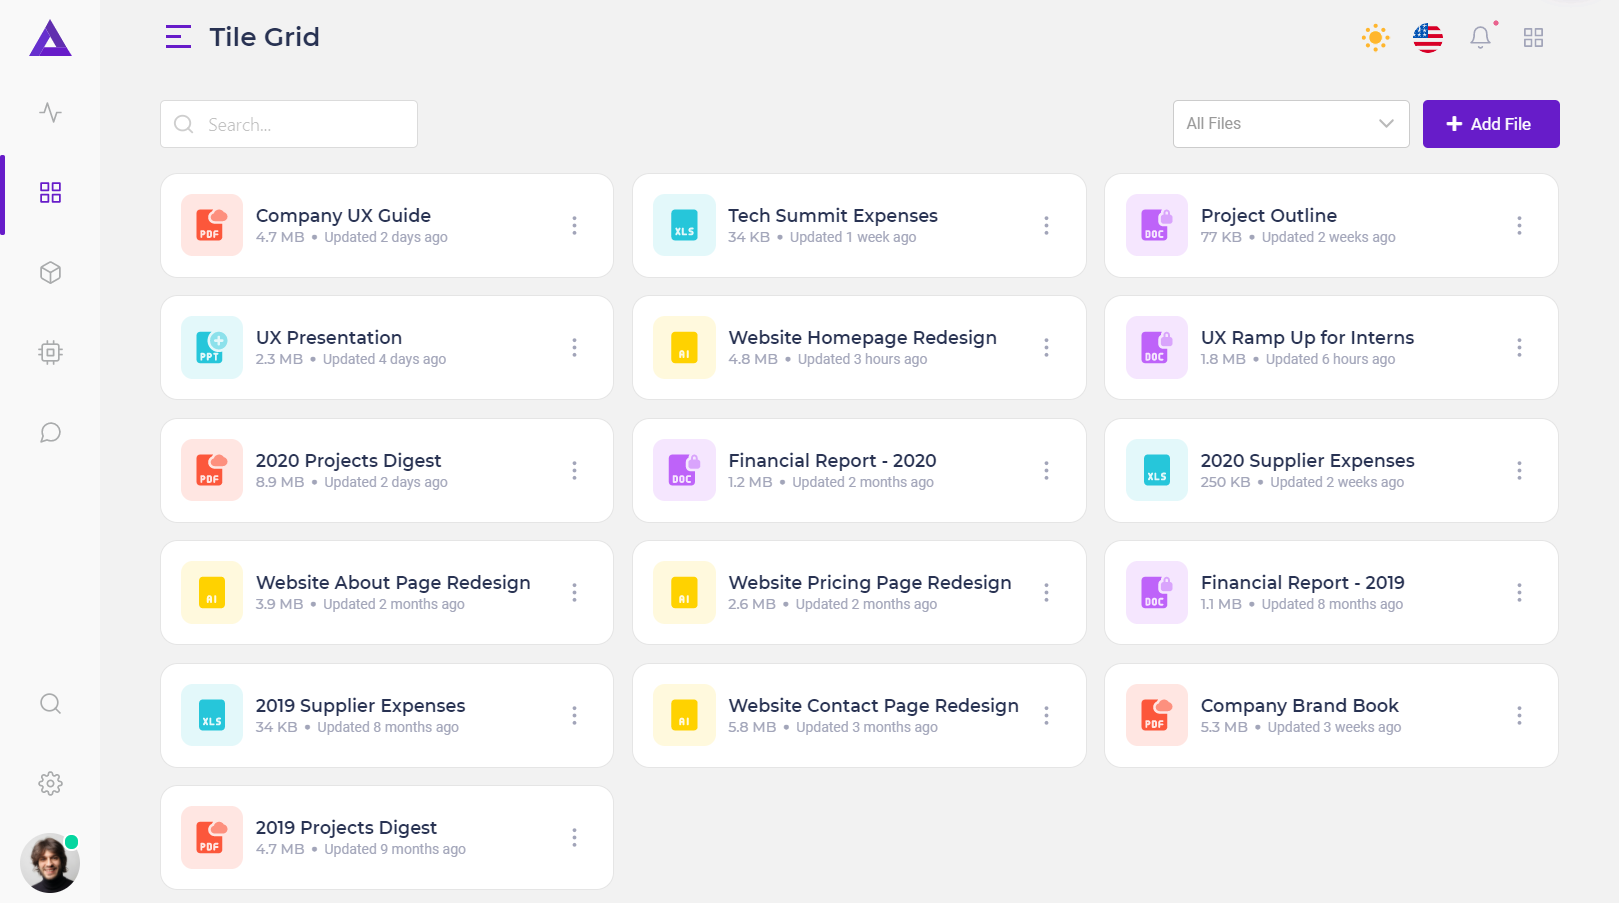 Tile Grid
Search...
All Files
Add File
PDF
Company UX Guide
4.7 MB • Updated 2 days ago
XLS
Tech Summit Expenses
34 KB • Updated 1 week ago
DOC
Project Outline
77 KB • Updated 2 weeks ago
PPT
UX Presentation
2.3 MB • Updated 4 days ago
AI
Website Homepage Redesign
4.8 MB • Updated 3 hours ago
DOC
UX Ramp Up for Interns
1.8 MB • Updated 6 hours ago
PDF
2020 Projects Digest
8.9 MB • Updated 2 days ago
DOC
Financial Report - 2020
1.2 MB • Updated 2 months ago
XLS
2020 Supplier Expenses
250 KB • Updated 2 weeks ago
AI
Website About Page Redesign
3.9 MB • Updated 2 months ago
AI
Website Pricing Page Redesign
2.6 MB • Updated 2 months ago
DOC
Financial Report - 2019
1.1 MB • Updated 8 months ago
XLS
2019 Supplier Expenses
34 KB • Updated 8 months ago
AI
Website Contact Page Redesign
5.8 MB • Updated 3 months ago
PDF
Company Brand Book
5.3 MB • Updated 3 weeks ago
PDF
2019 Projects Digest
4.7 MB • Updated 9 months ago